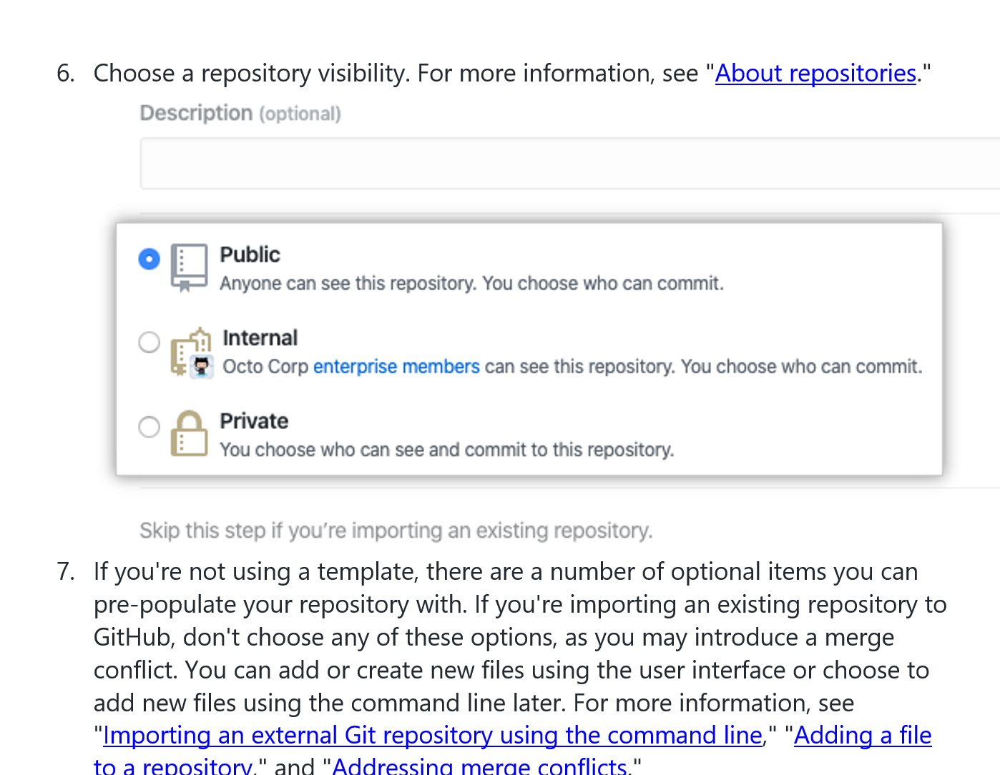 6. Choose a repository visibility. For more information, see "About repositories."
Description (optional)
Public
Anyone can see this repository. You choose who can commit.
Internal
Octo Corp enterprise members can see this repository. You choose who can commit.
Private
You choose who can see and commit to this repository.
Skip this step if you’re importing an existing repository.
7. If you're not using a template, there are a number of optional items you can
pre-populate your repository with. If you're importing an existing repository to
GitHub, don't choose any of these options, as you may introduce a merge
conflict. You can add or create new files using the user interface or choose to
add new files using the command line later. For more information, see
"Importing an external Git repository using the command line," "Adding a file
to a repository," and "Addressing merge conflicts."